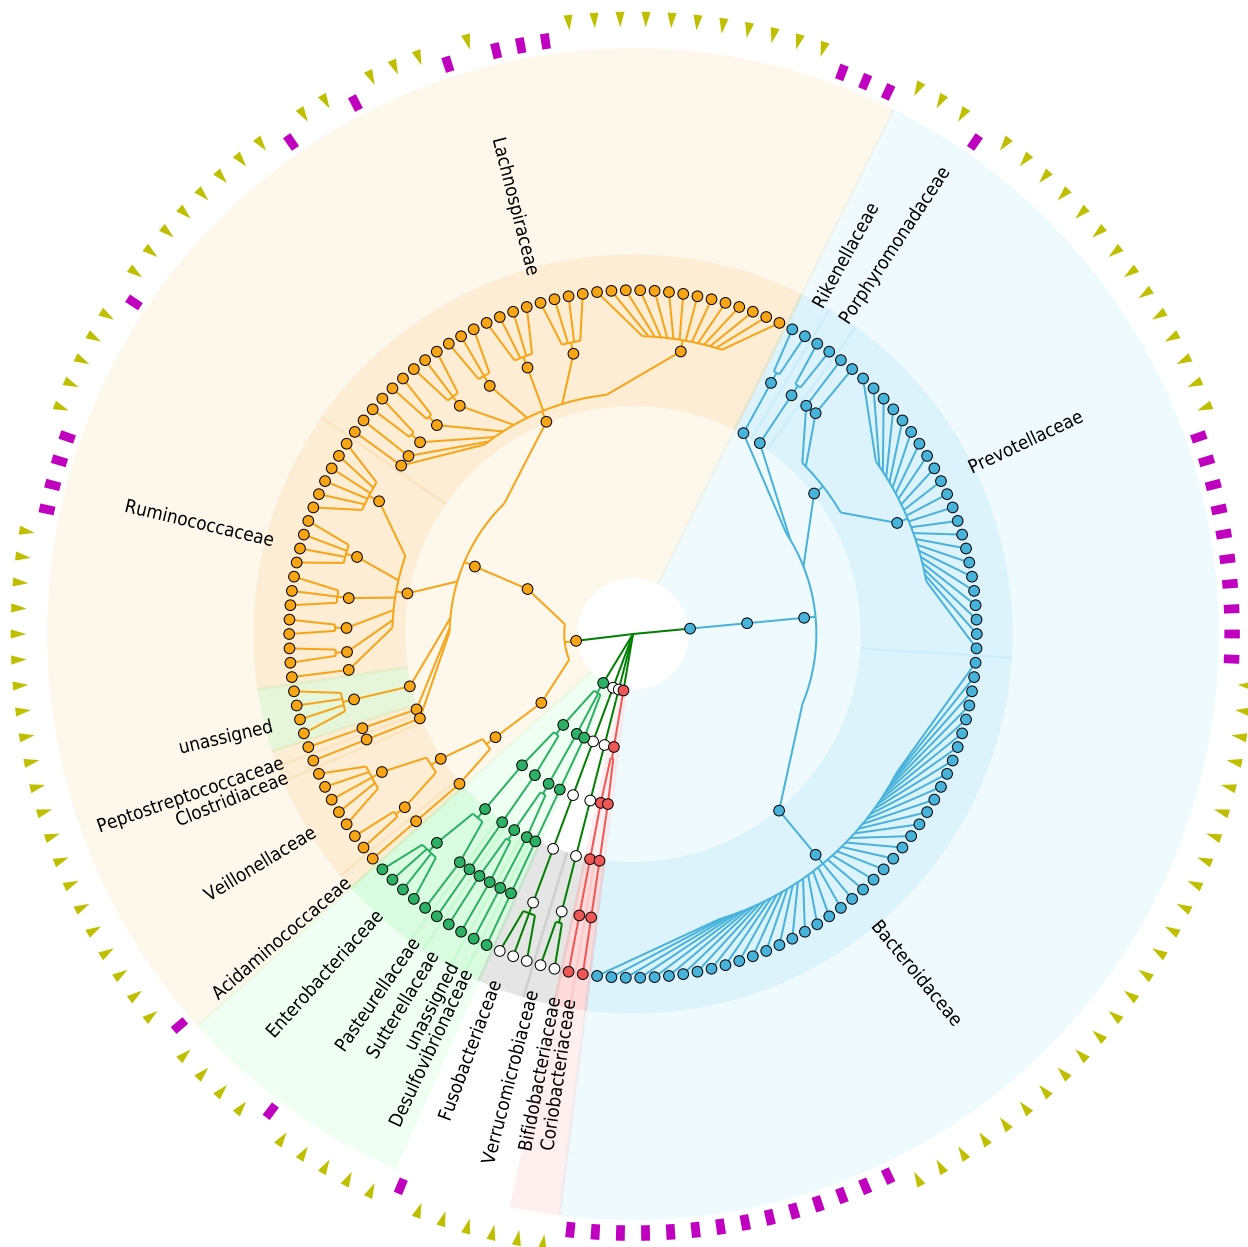 Lachnospiraceae
Rikenellaceae
Porphyromonadaceae
Prevotellaceae
Ruminococcaceae
unassigned
Peptostreptococcaceae
Clostridiaceae
Veillonellaceae
Acidaminococcaceae
Enterobacteriaceae
Pasteurellaceae
Sutterellaceae
unassigned
Desulfovibrionaceae
Fusobacteriaceae
Verrucomicrobiaceae
Bifidobacteriaceae
Coriobacteriaceae
Bacteroidaceae